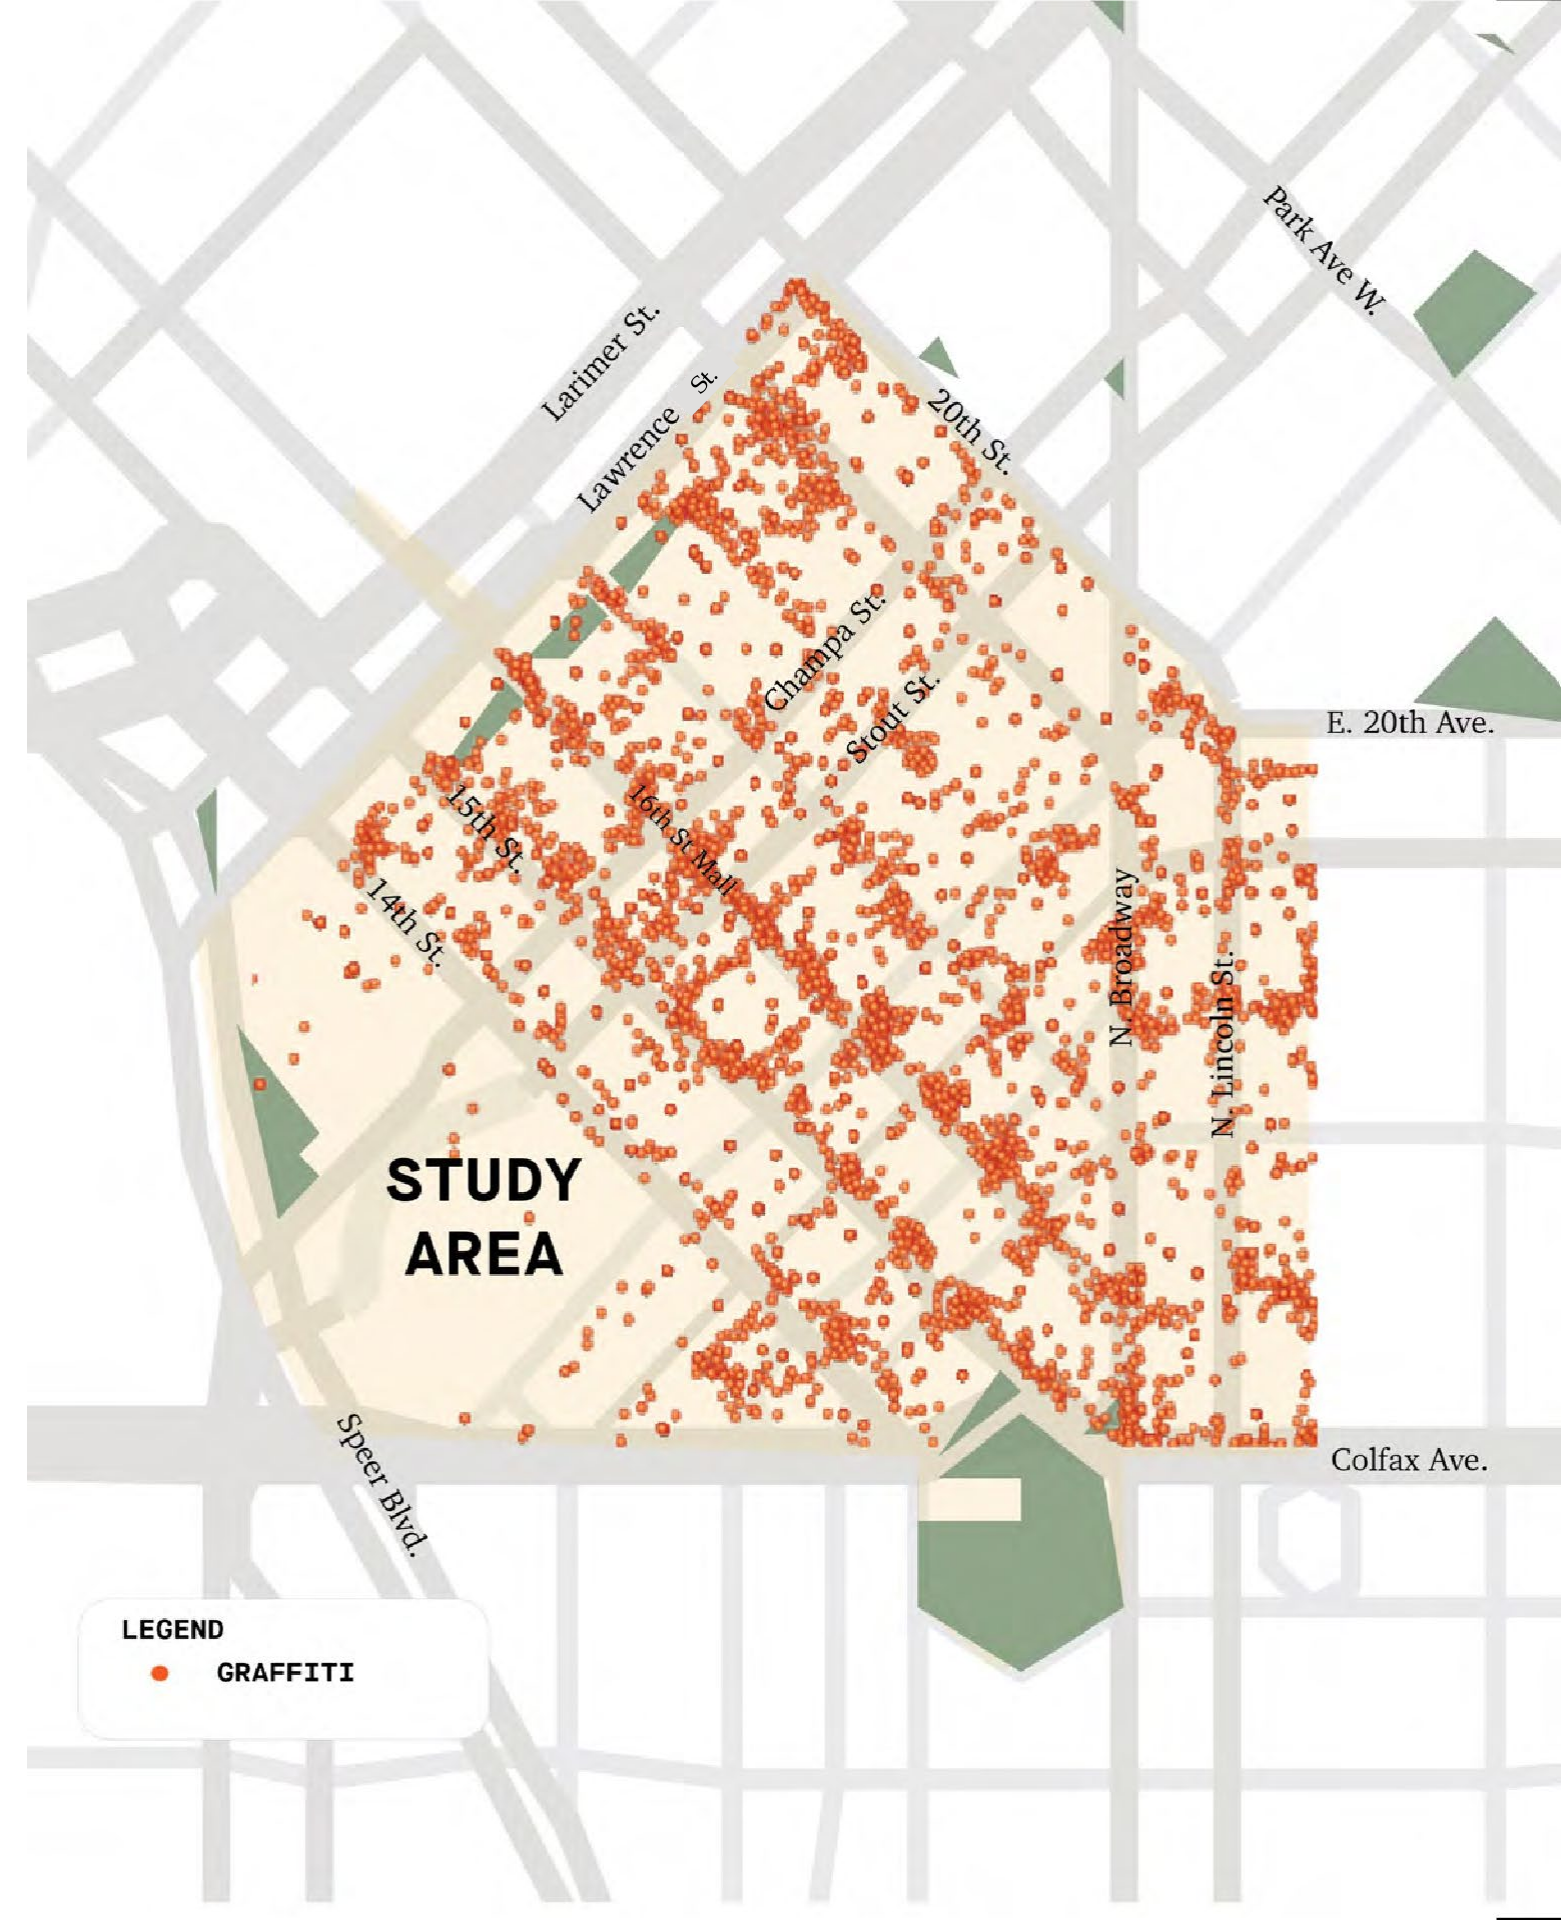 Park Ave W.
Larimer St.
Lawrence St.
20th St.
Champa St.
Stout St.
E. 20th Ave.
15th St.
16th St Mall
14th St.
N. Broadway
N. Lincoln St.
STUDY
AREA
Colfax Ave.
Speer Blvd.
LEGEND
GRAFFITI